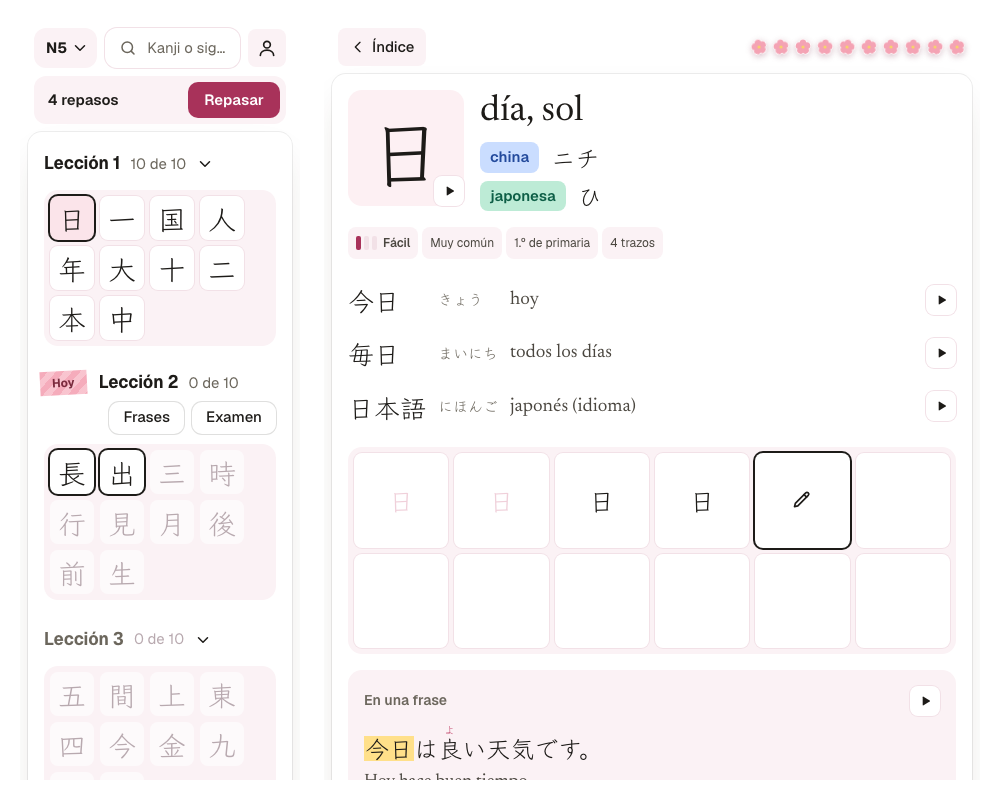 N5
Kanji o sig...
4 repasos
Repasar
Lección 1 10 de 10
日 一 国 人
年 大 十 二
本 中
Hoy Lección 2 0 de 10
Frases Examen
長 出 三 時
行 見 月 後
前 生
Lección 3 0 de 10
五 間 上 東
四 今 金 九
Índice
日
día, sol
china ニチ
japonesa ひ
Fácil Muy común 1.º de primaria 4 trazos
今日 きょう hoy
毎日 まいにち todos los días
日本語 にほんご japonés (idioma)
日 日 日 日
En una frase
よ
今日は良い天気です。
Hoy hace buen tiempo